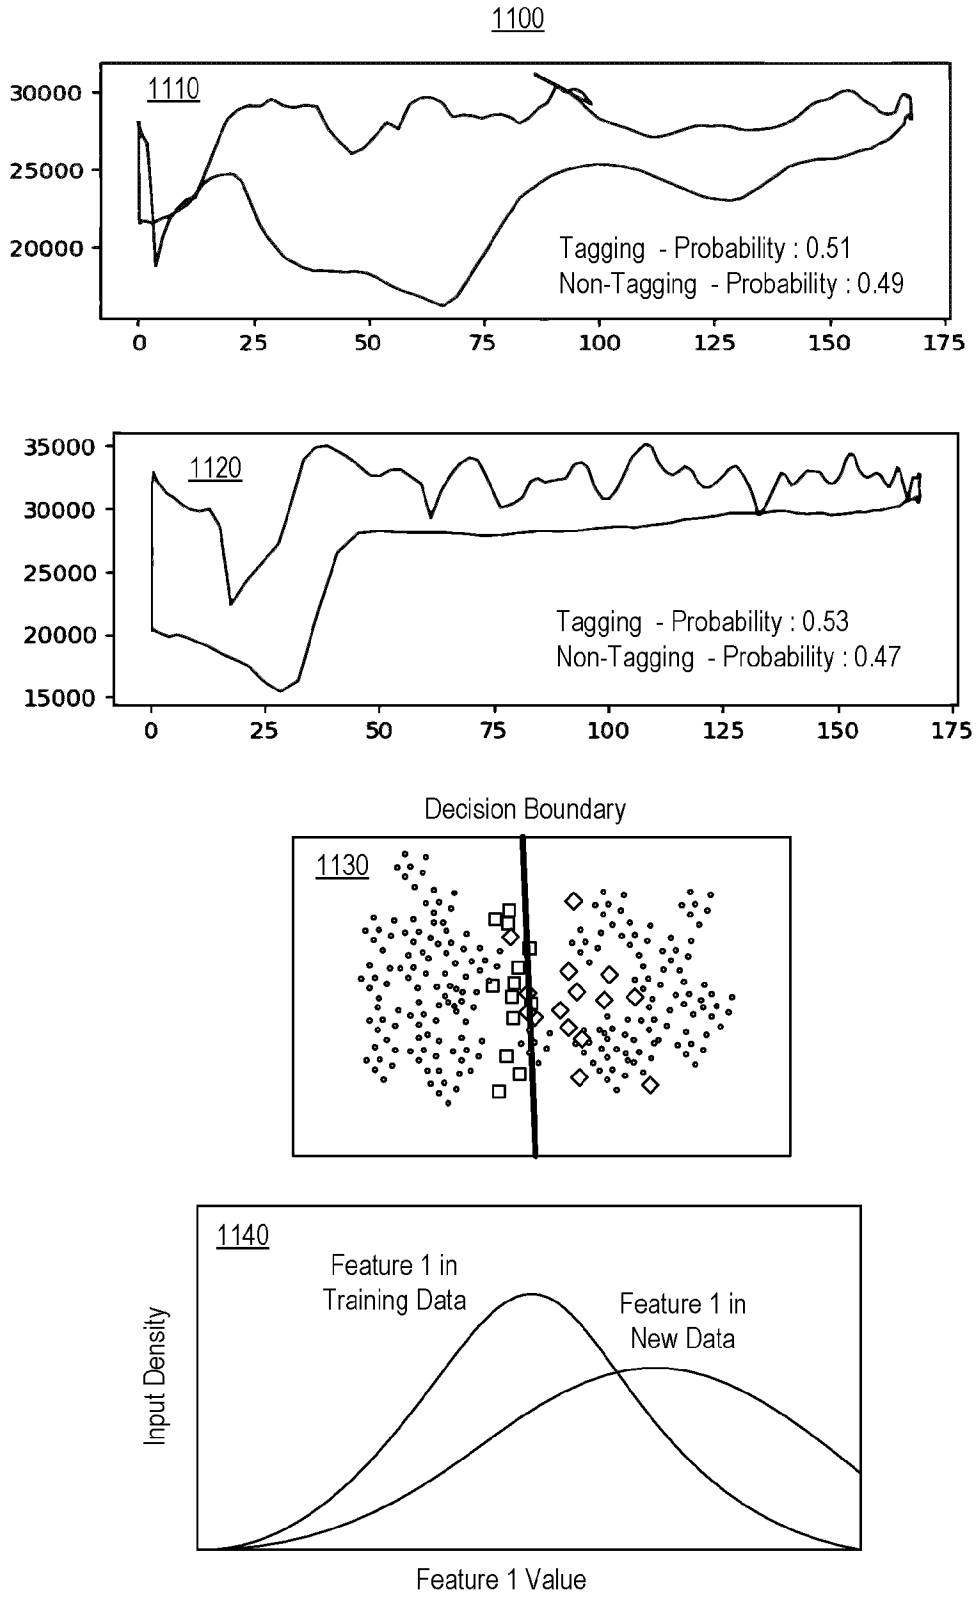 1100
1110
30000
25000
20000
Tagging - Probability : 0.51
Non-Tagging - Probability : 0.49
0 25 50 75 100 125 150 175
1120
35000
30000
25000
20000
15000
Tagging - Probability : 0.53
Non-Tagging - Probability : 0.47
0 25 50 75 100 125 150 175
Decision Boundary
1130
1140
Feature 1 in
Training Data
Feature 1 in
New Data
Input Density
Feature 1 Value